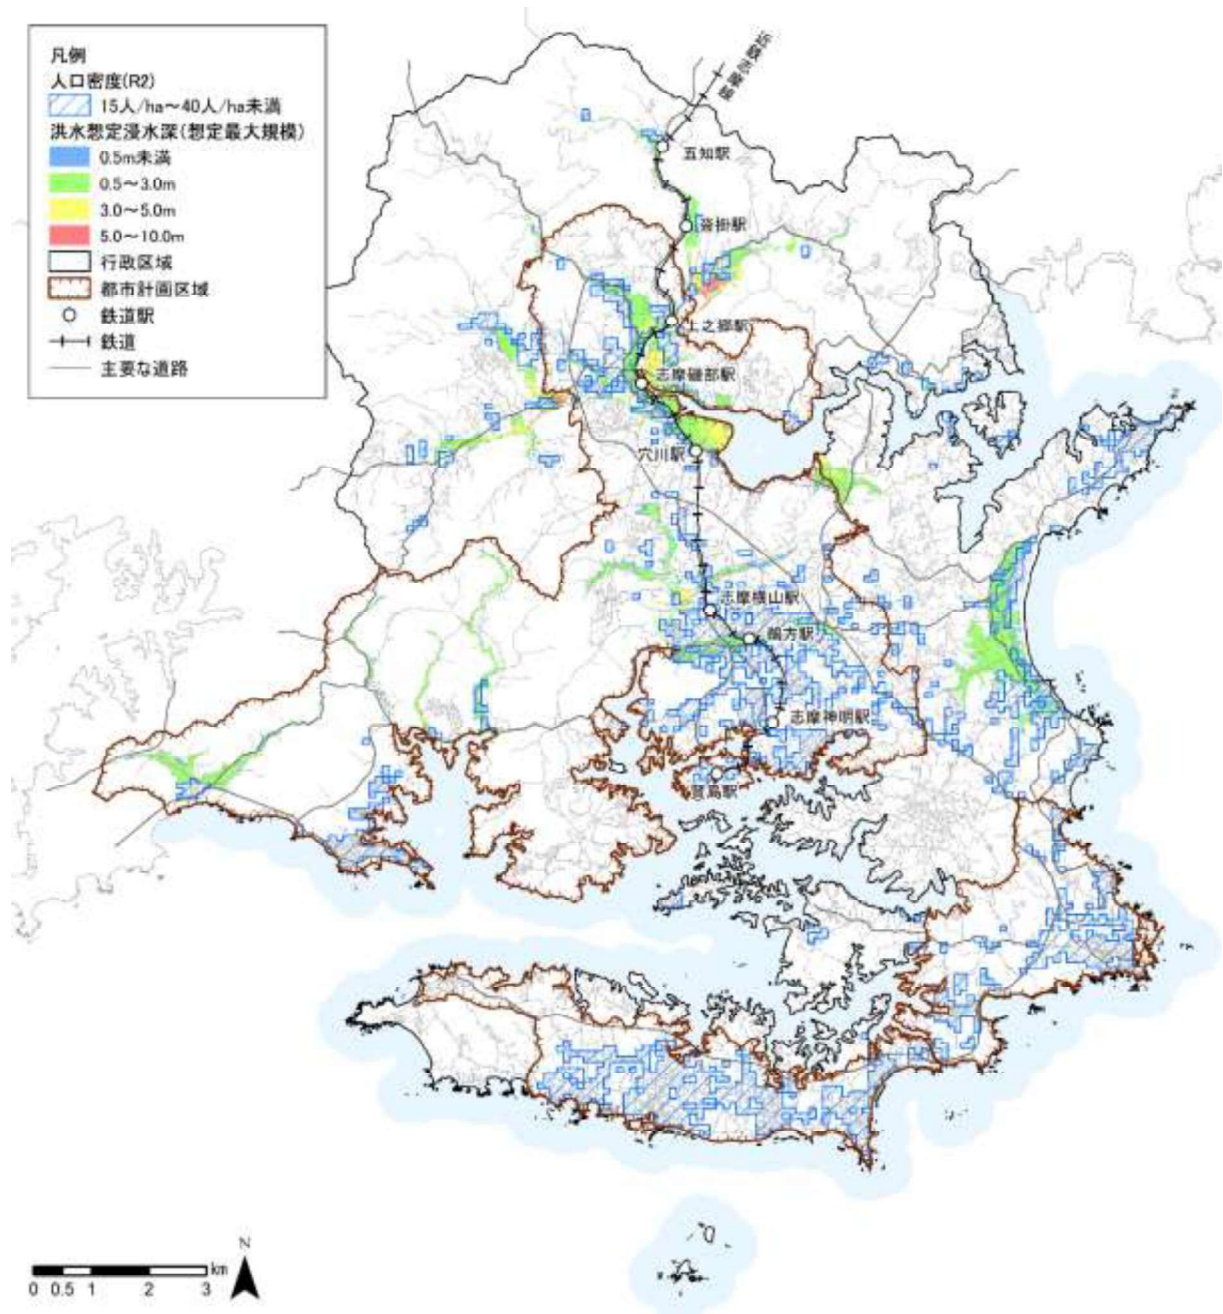 凡例
人口密度(R2)
15人/ha～40人/ha未満
洪水想定浸水深(想定最大規模)
0.5m未満
0.5～3.0m
3.0～5.0m
5.0～10.0m
行政区域
都市計画区域
鉄道駅
鉄道
主要な道路
近鉄志摩線
五知駅
沓掛駅
上之郷駅
志摩磯部駅
穴川駅
志摩横山駅
鵜方駅
志摩神明駅
賢島駅
N
km
0 0.5 1 2 3